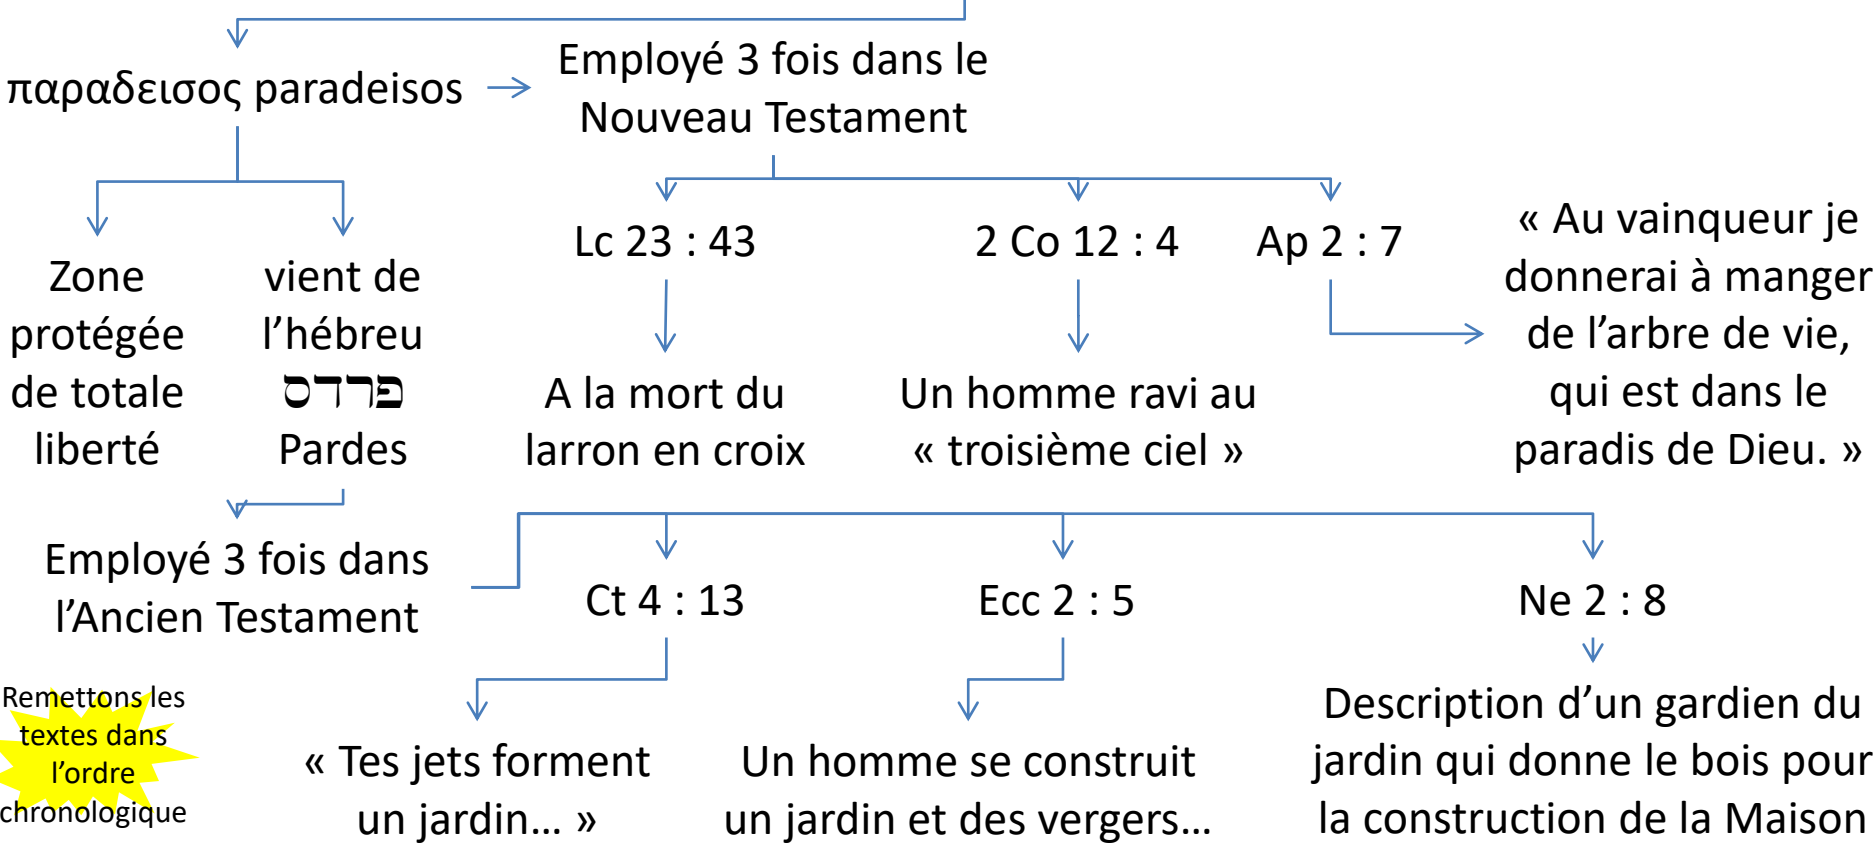 παραδεισος paradeisos
Employé 3 fois dans le
Nouveau Testament
Zone
protégée
de totale
liberté
vient de
l’hébreu
פרדס
Pardes
Lc 23 : 43
A la mort du
larron en croix
2 Co 12 : 4
Un homme ravi au
« troisième ciel »
Ap 2 : 7
« Au vainqueur je
donnerai à manger
de l’arbre de vie,
qui est dans le
paradis de Dieu. »
Employé 3 fois dans
l’Ancien Testament
Ct 4 : 13
« Tes jets forment
un jardin... »
Ecc 2 : 5
Un homme se construit
un jardin et des vergers...
Ne 2 : 8
Description d’un gardien du
jardin qui donne le bois pour
la construction de la Maison
Remettons les
textes dans
l’ordre
chronologique